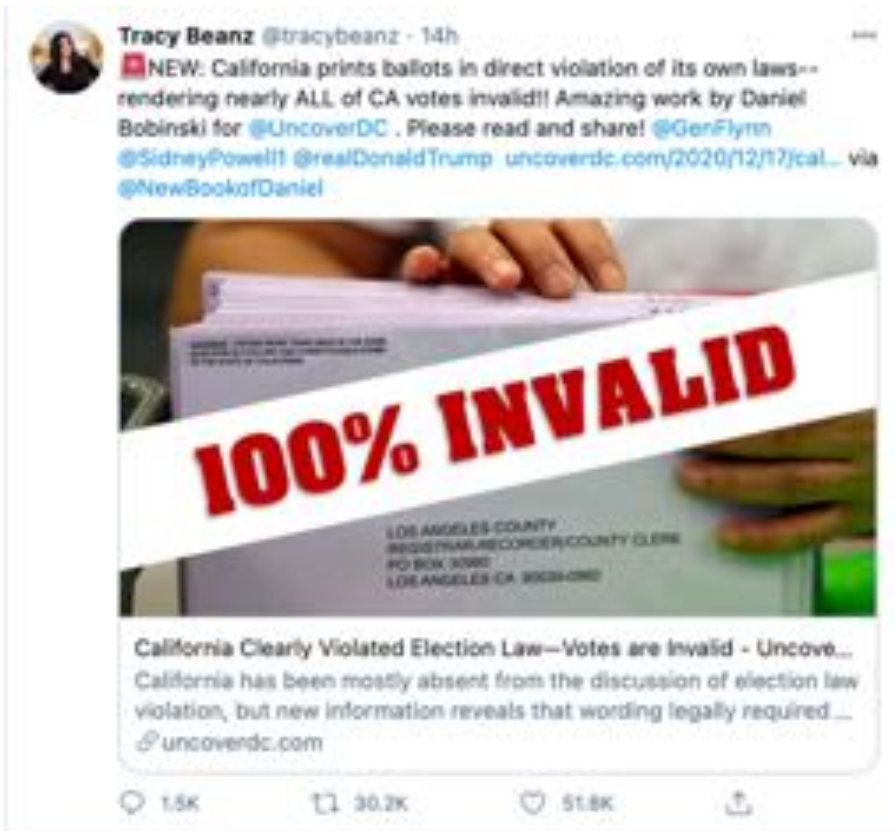 Tracy Beanz @tracybeanz · 14h
🚨NEW: California prints ballots in direct violation of its own laws--
rendering nearly ALL of CA votes invalid!! Amazing work by Daniel
Bobinski for @UncoverDC . Please read and share! @GenFlynn
@SidneyPowell1 @realDonaldTrump uncoverdc.com/2020/12/17/cal... via
@NewBookofDaniel
100% INVALID
LOS ANGELES COUNTY
REGISTRAR-RECORDER/COUNTY CLERK
PO BOX
LOS ANGELES CA
California Clearly Violated Election Law—Votes are Invalid - Uncove...
California has been mostly absent from the discussion of election law
violation, but new information reveals that wording legally required ...
uncoverdc.com
1.5K 30.2K 51.8K